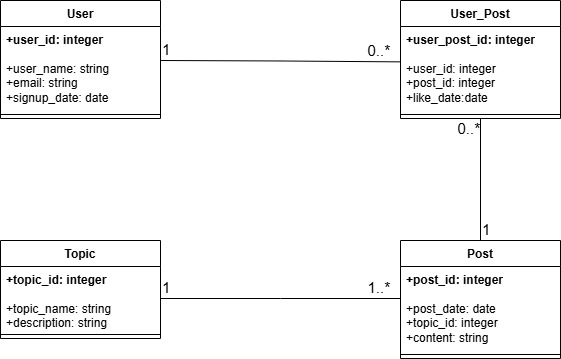 User
+user_id: integer
+user_name: string
+email: string
+signup_date: date
1
0..*
User_Post
+user_post_id: integer
+user_id: integer
+post_id: integer
+like_date:date
0..*
1
Topic
+topic_id: integer
+topic_name: string
+description: string
1
1..*
Post
+post_id: integer
+post_date: date
+topic_id: integer
+content: string